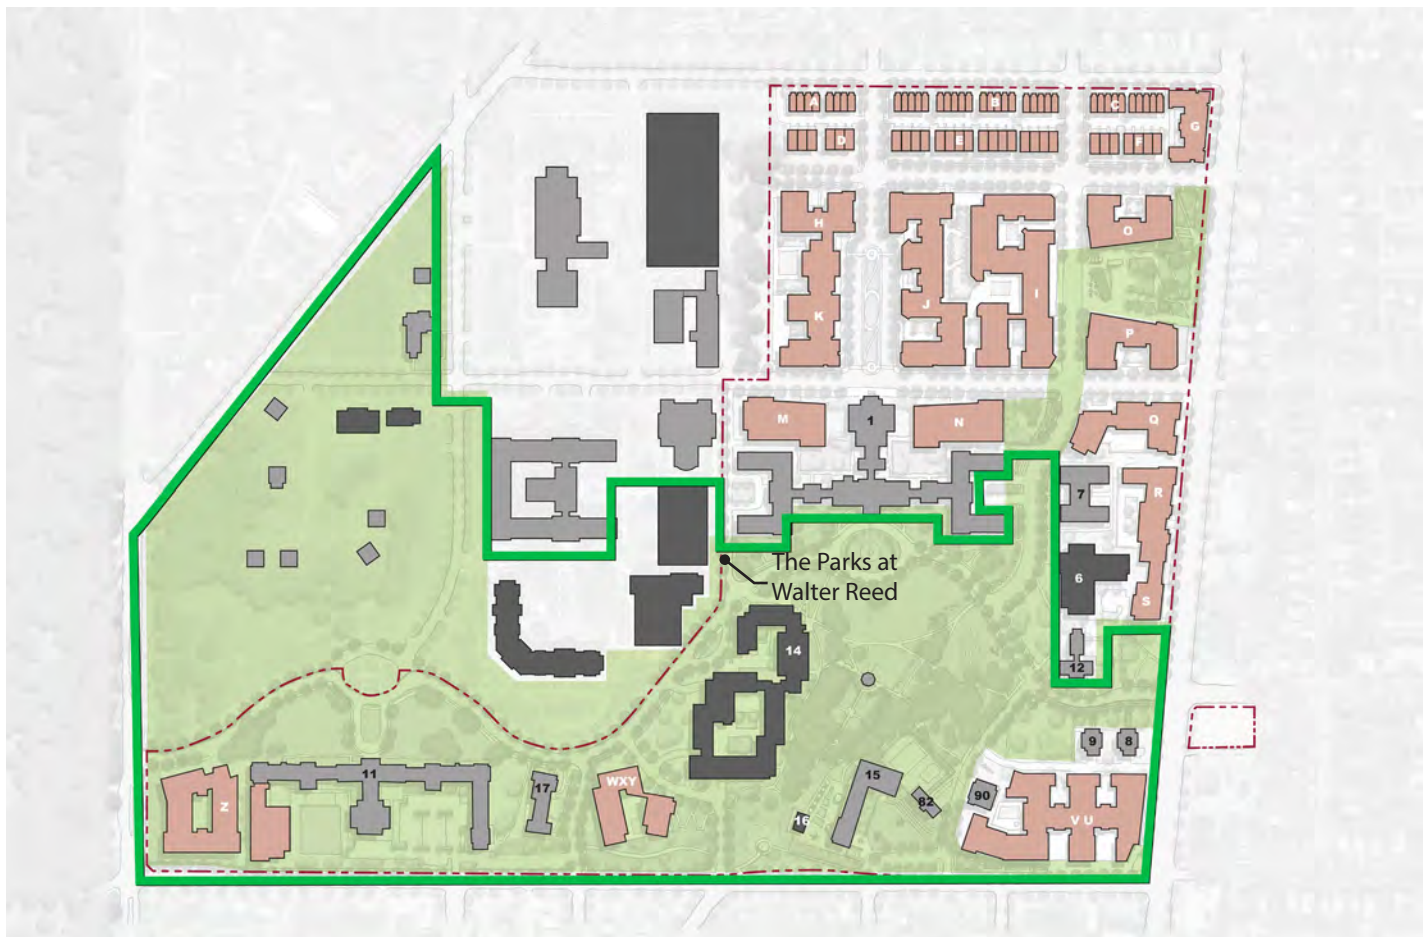 A
B
C
G
D
E
F
H
O
K
J
I
P
M
1
N
Q
7
R
The Parks at
Walter Reed
6
S
14
12
9
8
11
17
WXY
15
Z
16
82
90
V U